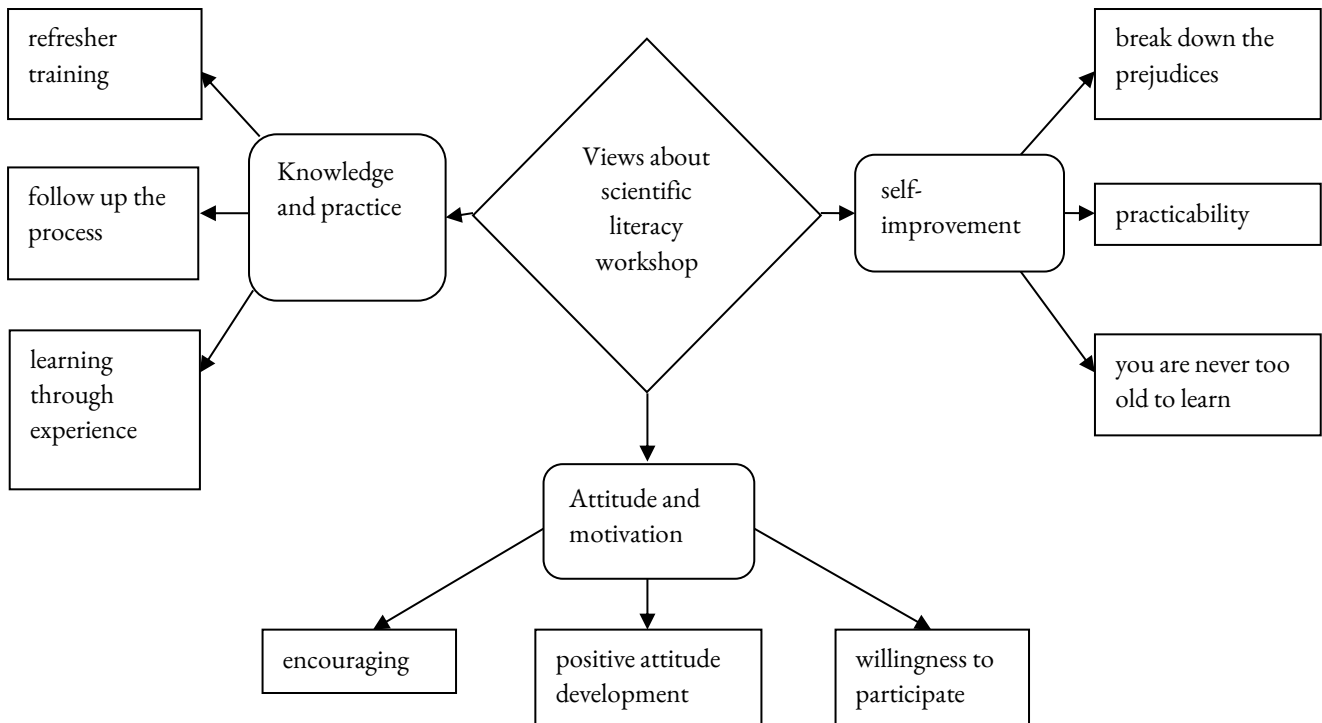 refresher
training
follow up the
process
learning
through
experience
Knowledge
and practice
Views about
scientific
literacy
workshop
self-
improvement
break down the
prejudices
practicability
you are never too
old to learn
Attitude and
motivation
encouraging
positive attitude
development
willingness to
participate